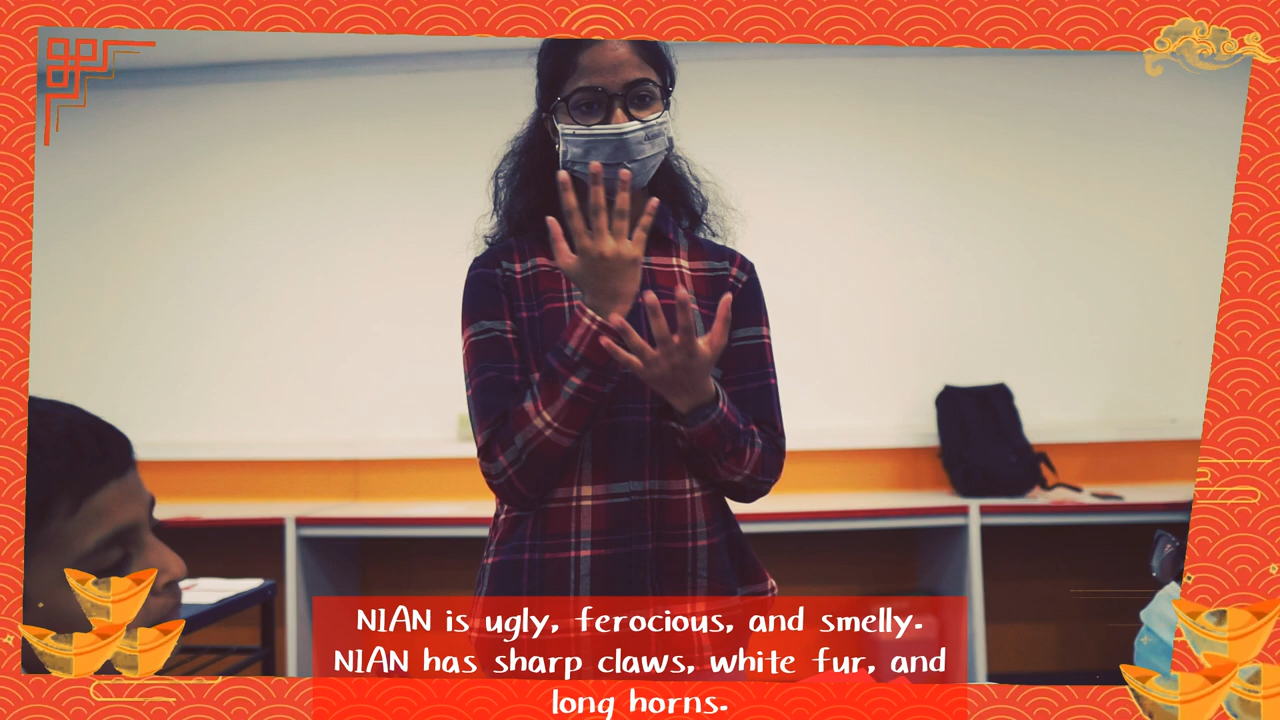 NIAN is ugly, ferocious, and smelly.
NIAN has sharp claws, white fur, and
long horns.